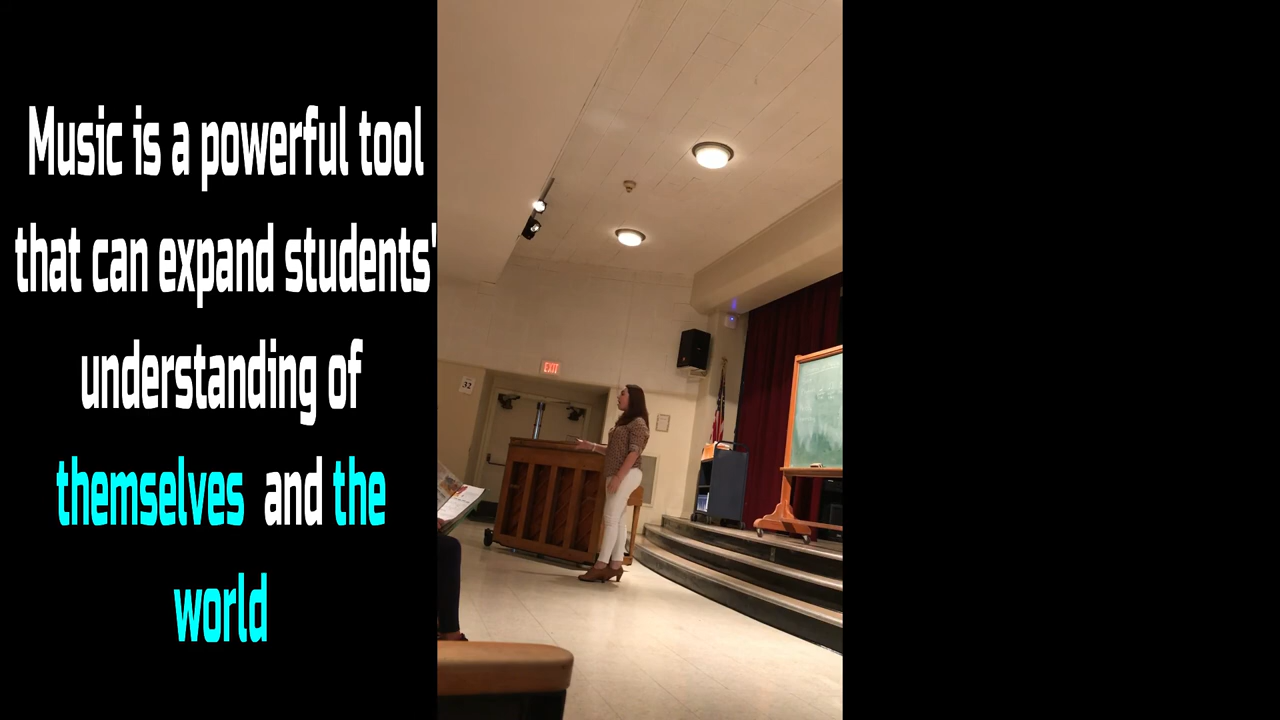 Music is a powerful tool
that can expand students'
understanding of
themselves and the
world
EXIT
32